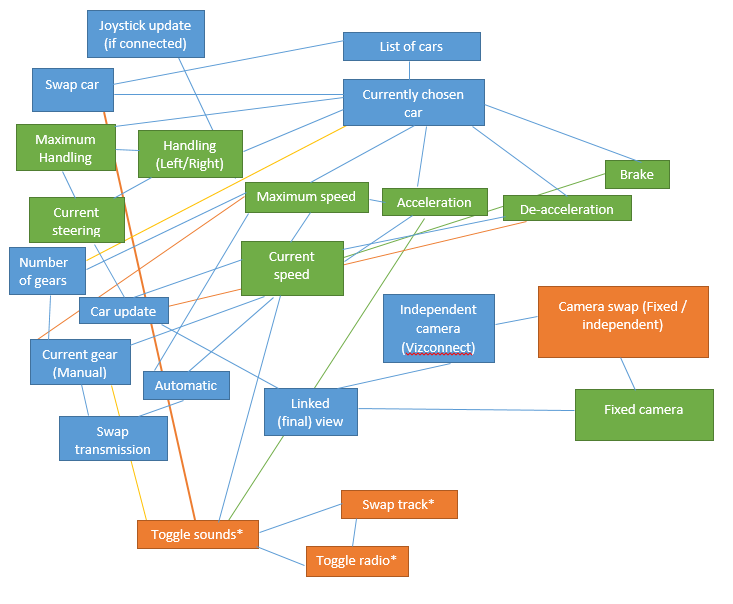 Joystick update
(if connected)
List of cars
Swap car
Currently chosen
car
Maximum
Handling
Handling
(Left/Right)
Brake
Maximum speed
Acceleration
De-acceleration
Current
steering
Number
of gears
Current
speed
Car update
Independent
camera
(Vizconnect)
Camera swap (Fixed /
independent)
Current gear
(Manual)
Automatic
Linked
(final) view
Fixed camera
Swap
transmission
Swap track*
Toggle sounds*
Toggle radio*